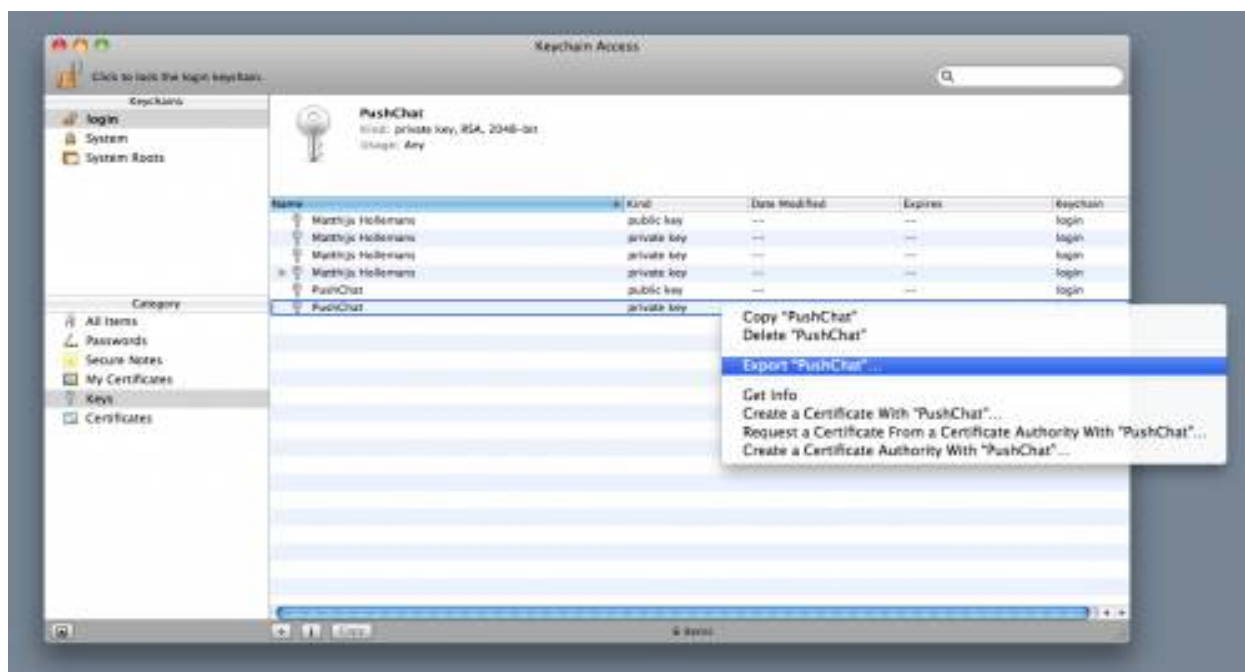 Keychain Access
Click to lock the login keychain.
Keychains
login
System
System Roots
PushChat
Kind: private key, RSA, 2048-bit
Usage: Any
Name Kind Date Modified Expires Keychain
Matthijs Hollemans public key --- --- login
Matthijs Hollemans private key --- --- login
Matthijs Hollemans private key --- --- login
Matthijs Hollemans private key --- --- login
PushChat public key --- --- login
PushChat private key
Category
All Items
Passwords
Secure Notes
My Certificates
Keys
Certificates
Copy "PushChat"
Delete "PushChat"
Export "PushChat"...
Get Info
Create a Certificate With "PushChat"...
Request a Certificate From a Certificate Authority With "PushChat"...
Create a Certificate Authority With "PushChat"...
+ i Copy 6 items